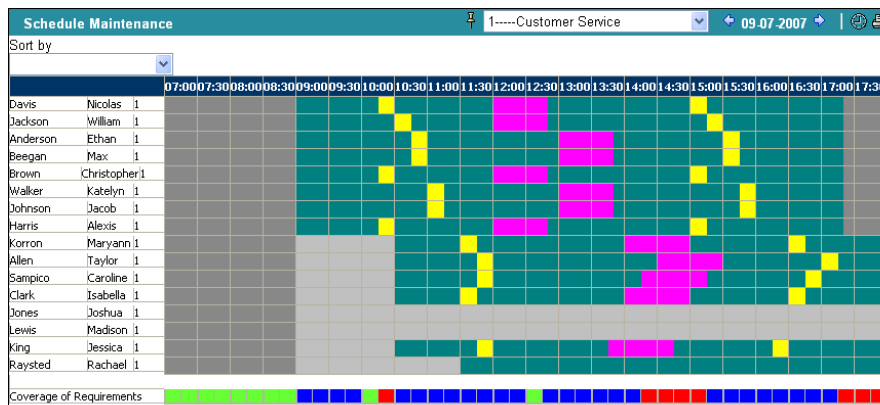 Schedule Maintenance 1-----Customer Service 09-07-2007
Sort by
07:00 07:30 08:00 08:30 09:00 09:30 10:00 10:30 11:00 11:30 12:00 12:30 13:00 13:30 14:00 14:30 15:00 15:30 16:00 16:30 17:00 17:30
Davis Nicolas 1
Jackson William 1
Anderson Ethan 1
Beegan Max 1
Brown Christopher 1
Walker Katelyn 1
Johnson Jacob 1
Harris Alexis 1
Korron Maryann 1
Allen Taylor 1
Sampico Caroline 1
Clark Isabella 1
Jones Joshua 1
Lewis Madison 1
King Jessica 1
Raysted Rachael 1
Coverage of Requirements